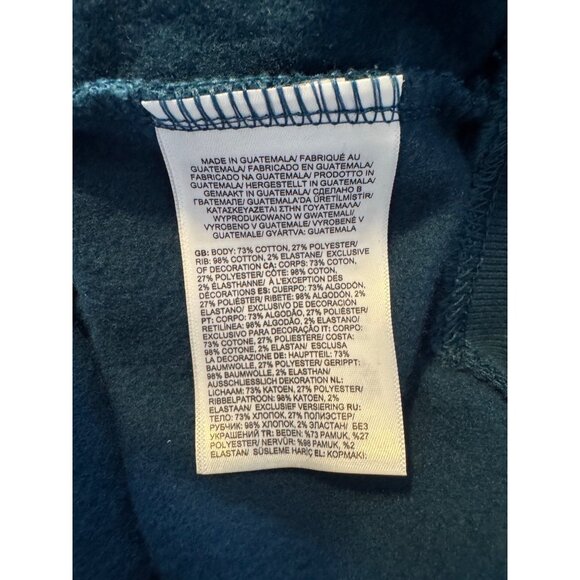 MADE IN GUATEMALA/ FABRIQUÉ AU
GUATEMALA/ FABRICADO EN GUATEMALA/
FABRICADO NA GUATEMALA/ PRODOTTO IN
GUATEMALA/ HERGESTELLT IN GUATEMALA/
GEMAAKT IN GUATEMALA/ СДЕЛАНО В
ГВАТЕМАЛЕ/ GUATEMALA'DA ÜRETİLMİSTİR/
ΚΑΤΑΣΚΕΥΑΖΕΤΑΙ ΣΤΗ ΓΟΥΑΤΕΜΑΛΑ/
WYPRODUKOWANO W GWATEMALI/
VYROBENO V GUATEMALE/ VYROBENÉ V
GUATEMALE/ GYÁRTVA: GUATEMALA
GB: BODY: 73% COTTON, 27% POLYESTER/
RIB: 98% COTTON, 2% ELASTANE/ EXCLUSIVE
OF DECORATION CA: CORPS: 73% COTON,
27% POLYESTER/ CÔTE: 98% COTON,
2% ÉLASTHANNE/ À L'EXCEPTION DES
DÉCORATIONS ES: CUERPO: 73% ALGODÓN,
27% POLIÉSTER/ RIBETE: 98% ALGODÓN, 2%
ELASTANO/ EXCLUSIVO DE DECORACIÓN
PT: CORPO: 73% ALGODÃO, 27% POLIÉSTER/
RETILÍNEA: 98% ALGODÃO, 2% ELASTANO/
EXCLUSIVO PARA DECORAÇÃO IT: CORPO:
73% COTONE, 27% POLIESTERE/ COSTA:
98% COTONE, 2% ELASTAN/ ESCLUSA
LA DECORAZIONE DE: HAUPTTEIL: 73%
BAUMWOLLE, 27% POLYESTER/ GERIPPT:
98% BAUMWOLLE, 2% ELASTHAN/
AUSSCHLIESSLICH DEKORATION NL:
LICHAAM: 73% KATOEN, 27% POLYESTER/
RIBBELPATROON: 98% KATOEN, 2%
ELASTAAN/ EXCLUSIEF VERSIERING RU:
ТЕЛО: 73% ХЛОПОК, 27% ПОЛИЭСТЕР/
РУБЧИК: 98% ХЛОПОК, 2% ЭЛАСТАН/ БЕЗ
УКРАШЕНИЙ TR: BEDEN: %73 PAMUK, %27
POLYESTER/ NERVÜR: %98 PAMUK, %2
ELASTAN/ SÜSLEME HARİÇ EL: ΚΟΡΜΑΚΙ: